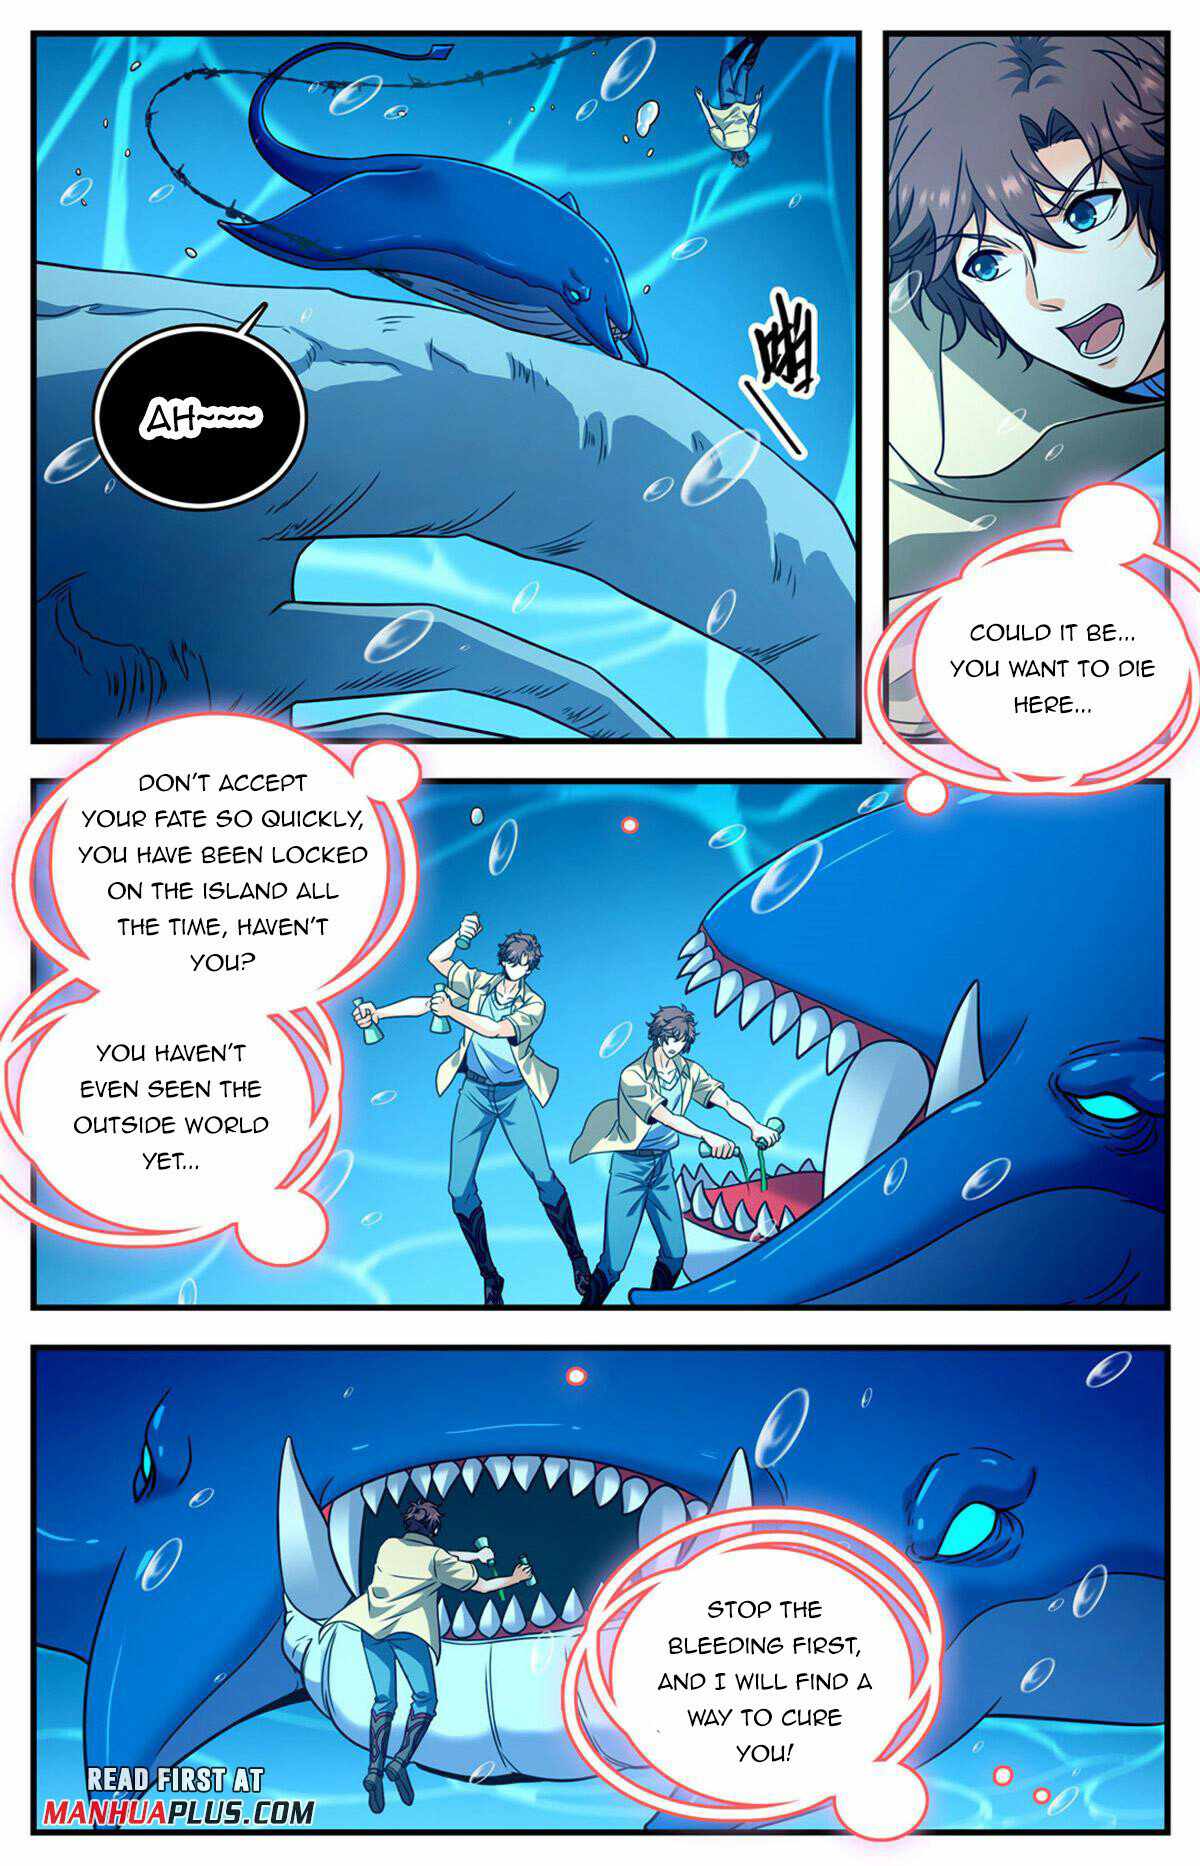 AH~~~~
COULD IT BE...
YOU WANT TO DIE
HERE...
DON'T ACCEPT
YOUR FATE SO QUICKLY,
YOU HAVE BEEN LOCKED
ON THE ISLAND ALL
THE TIME, HAVEN'T
YOU?
YOU HAVEN'T
EVEN SEEN THE
OUTSIDE WORLD
YET...
STOP THE
BLEEDING FIRST,
AND I WILL FIND A
WAY TO CURE
YOU!
READ FIRST AT
MANHUAPLUS.COM